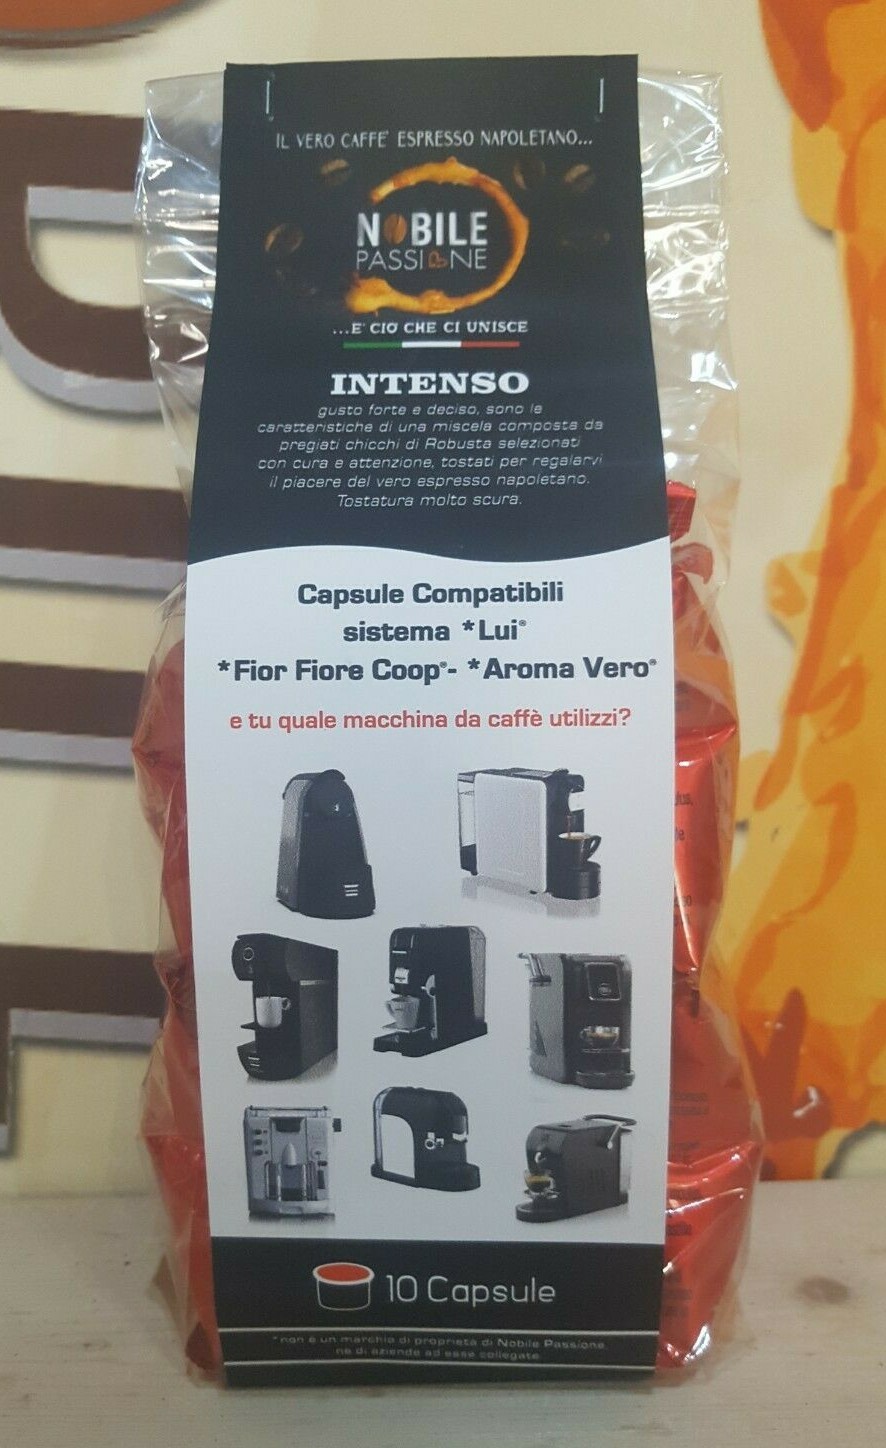 IL VERO CAFFE' ESPRESSO NAPOLETANO...
NOBILE
PASSIONE
...E' CIÒ CHE CI UNISCE
INTENSO
gusto forte e deciso, sono le
caratteristiche di una miscela composta da
pregiati chicchi di Robusta selezionati
con cura e attenzione, tostati per regalarvi
il piacere del vero espresso napoletano.
Tostatura molto scura.
Capsule Compatibili
sistema *Lui®
*Fior Fiore Coop®- *Aroma Vero®
e tu quale macchina da caffè utilizzi?
10 Capsule
*non è un marchio di proprietà di Nobile Passione
ne di aziende ad esse collegate